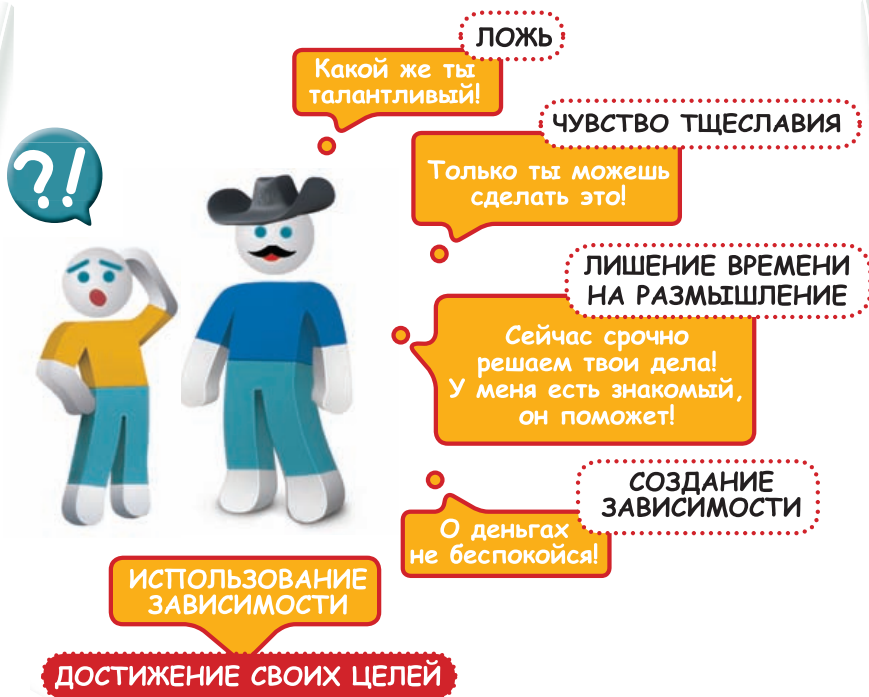 ЛОЖЬ
Какой же ты
талантливый!
ЧУВСТВО ТЩЕСЛАВИЯ
Только ты можешь
сделать это!
?!
ЛИШЕНИЕ ВРЕМЕНИ
НА РАЗМЫШЛЕНИЕ
Сейчас срочно
решаем твои дела!
У меня есть знакомый,
он поможет!
СОЗДАНИЕ
ЗАВИСИМОСТИ
О деньгах
не беспокойся!
ИСПОЛЬЗОВАНИЕ
ЗАВИСИМОСТИ
ДОСТИЖЕНИЕ СВОИХ ЦЕЛЕЙ